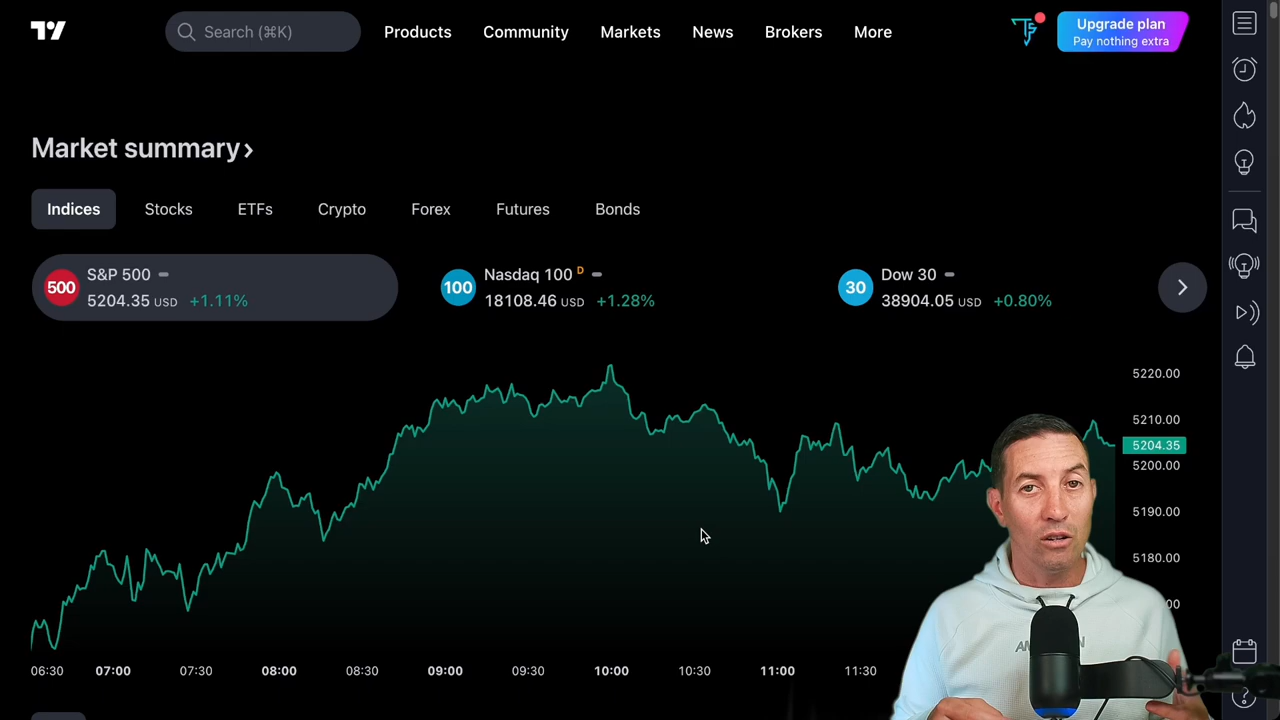 Search (⌘K)
Products
Community
Markets
News
Brokers
More
Upgrade plan
Pay nothing extra
Market summary ›
Indices
Stocks
ETFs
Crypto
Forex
Futures
Bonds
500
S&P 500
5204.35 USD +1.11%
100
Nasdaq 100 D
18108.46 USD +1.28%
30
Dow 30
38904.05 USD +0.80%
5220.00
5210.00
5204.35
5200.00
5190.00
5180.00
06:30
07:00
07:30
08:00
08:30
09:00
09:30
10:00
10:30
11:00
11:30